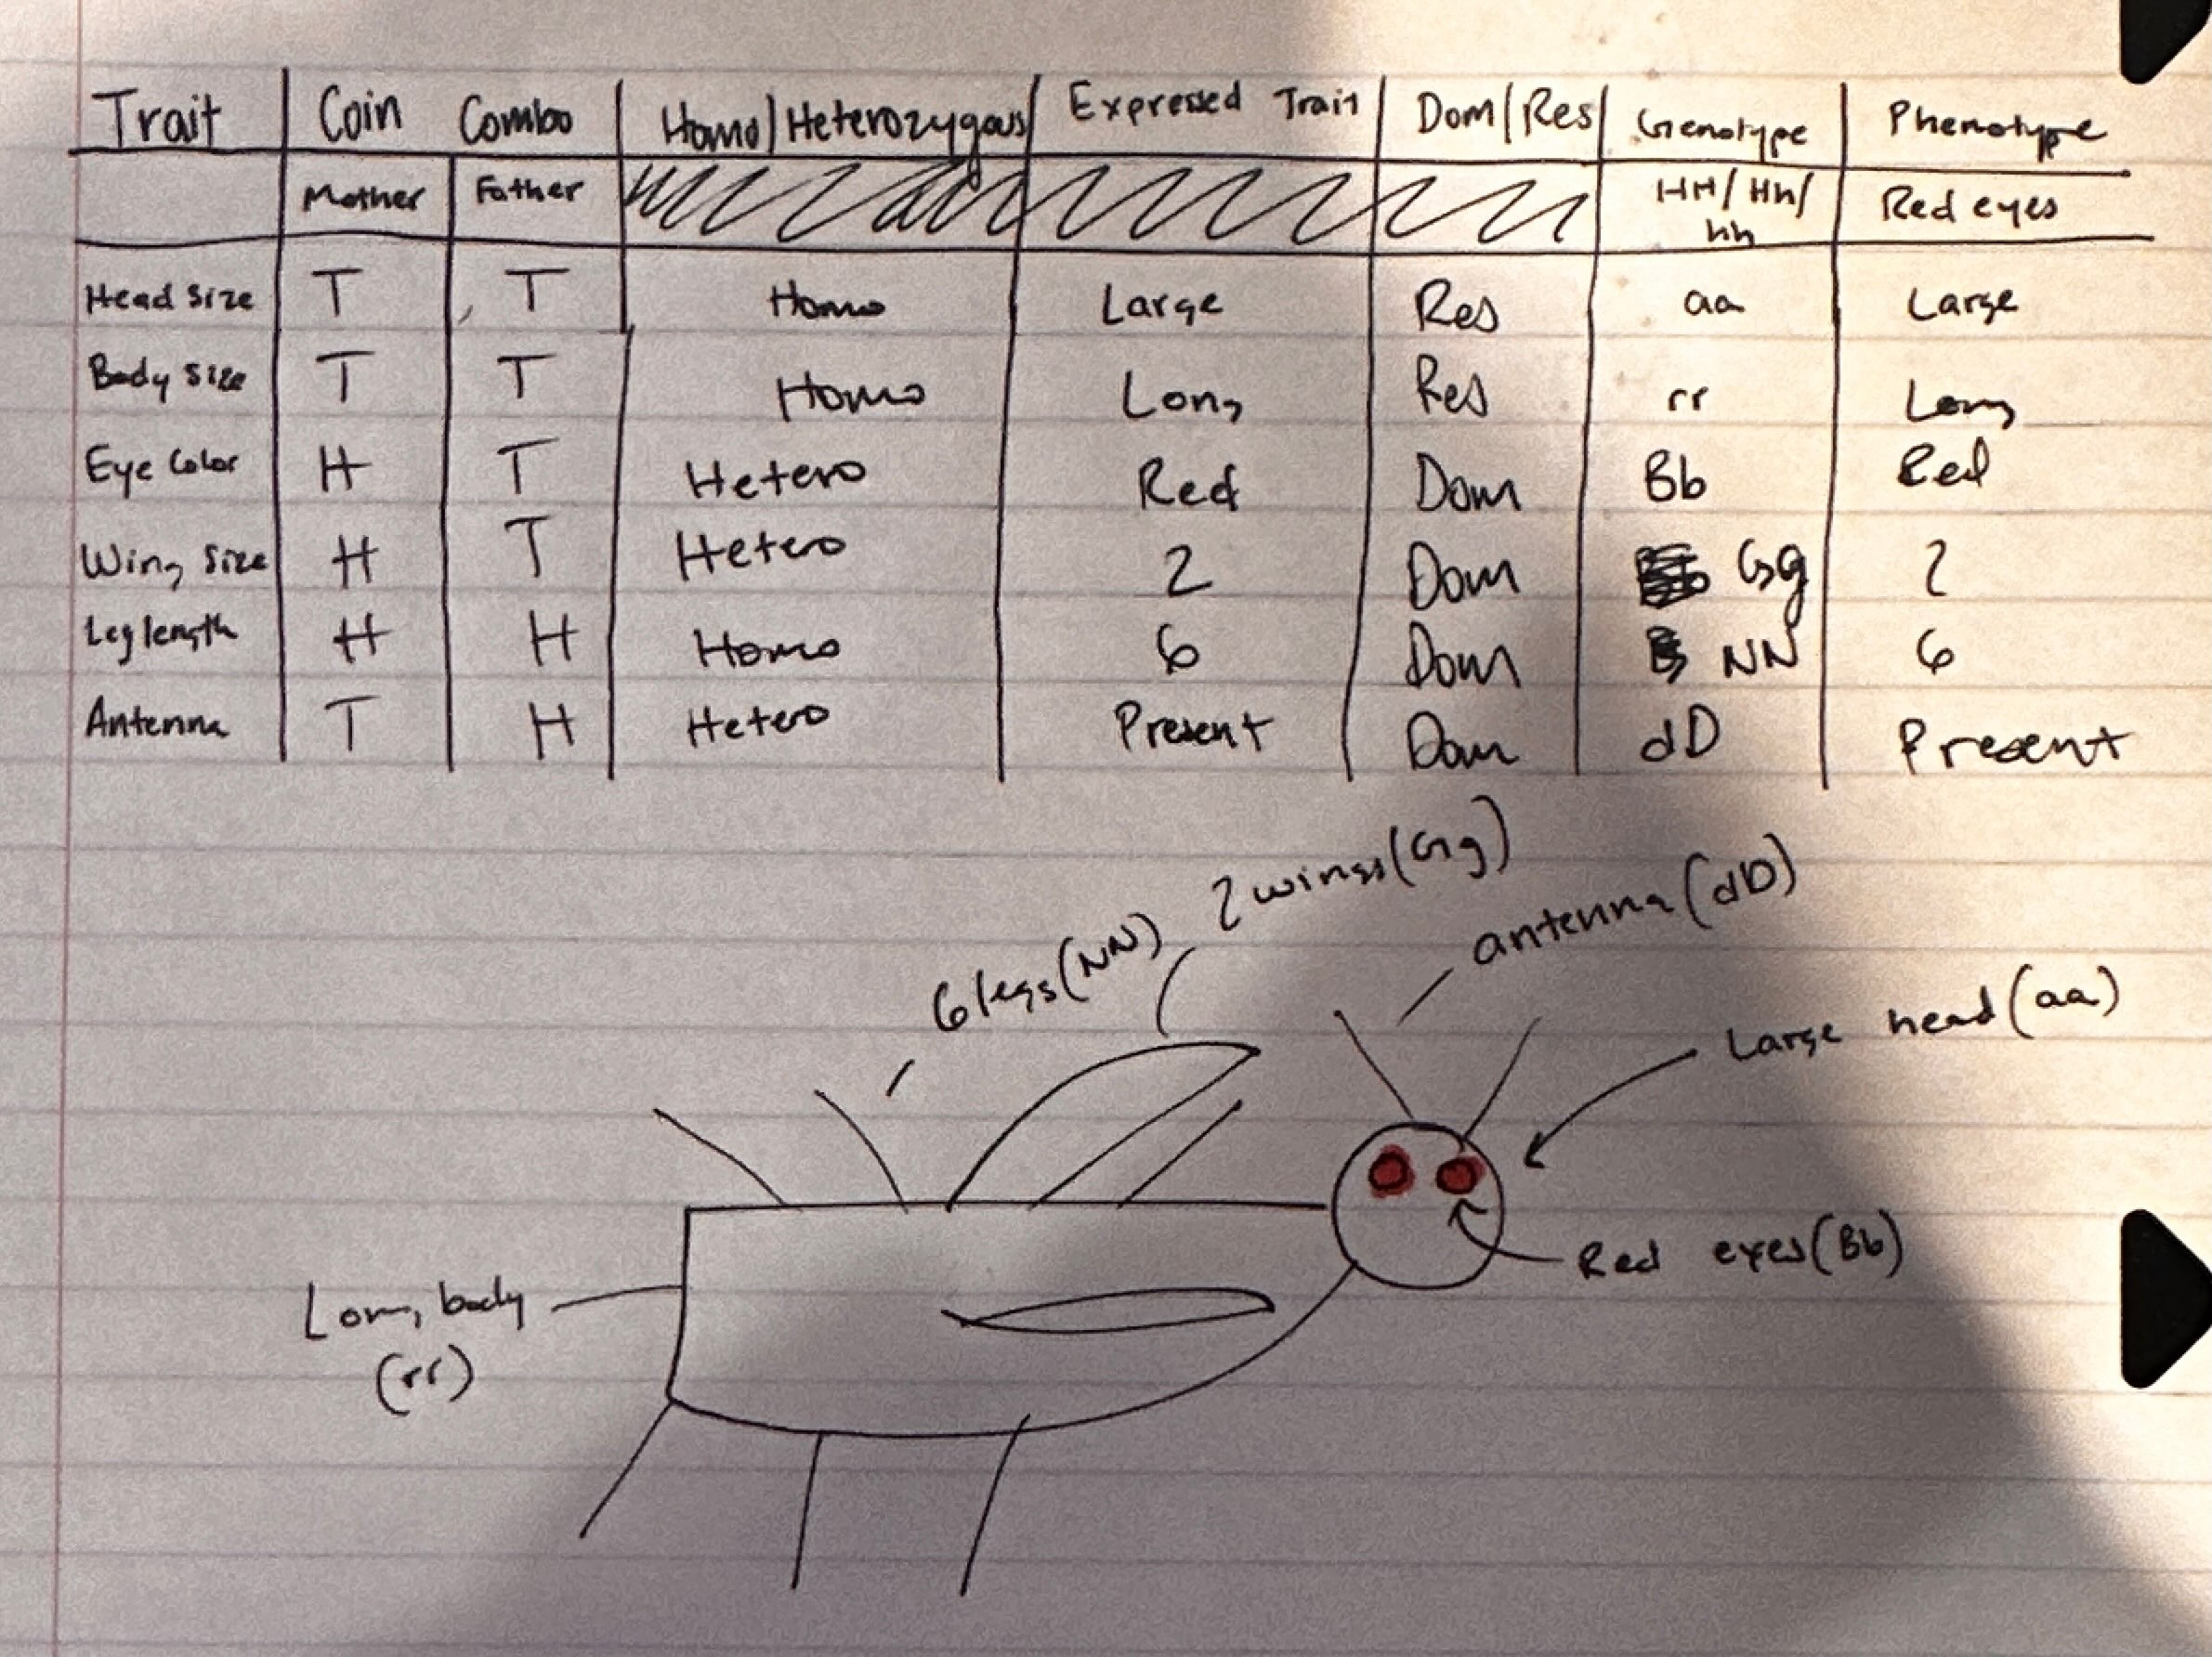 Trait Coin Combo Homo/Heterozygous Expressed Trait Dom/Res Genotype Phenotype
Mother Father HH/Hh/ Red eyes
hh
Head Size T T Homo Large Res aa Large
Body Size T T Homo Long Res rr Long
Eye Color H T Hetero Red Dom Bb Red
Wing Size H T Hetero 2 Dom Gg 2
Leg length H H Homo 6 Dom NN 6
Antenna T H Hetero Present Dom dD Present
2 wings (Gg)
antenna (dD)
6 legs (NN)
Large head (aa)
Red eyes (Bb)
Long body
(rr)